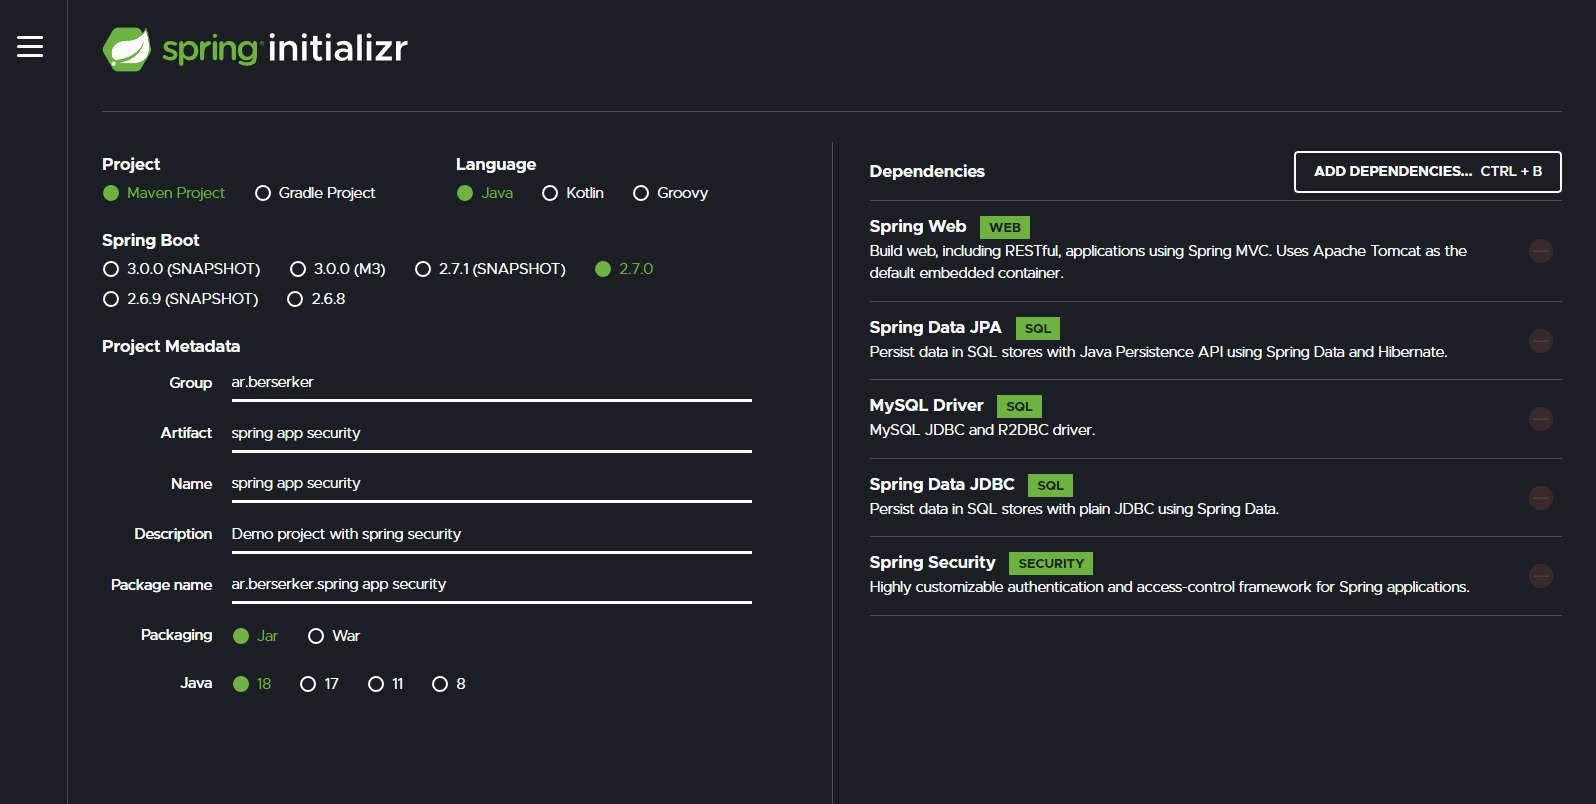 spring initializr
Project
Maven Project Gradle Project
Language
Java Kotlin Groovy
Spring Boot
3.0.0 (SNAPSHOT) 3.0.0 (M3) 2.7.1 (SNAPSHOT) 2.7.0
2.6.9 (SNAPSHOT) 2.6.8
Project Metadata
Group ar.berserker
Artifact spring app security
Name spring app security
Description Demo project with spring security
Package name ar.berserker.spring app security
Packaging Jar War
Java 18 17 11 8
Dependencies
ADD DEPENDENCIES... CTRL + B
Spring Web WEB
Build web, including RESTful, applications using Spring MVC. Uses Apache Tomcat as the
default embedded container.
Spring Data JPA SQL
Persist data in SQL stores with Java Persistence API using Spring Data and Hibernate.
MySQL Driver SQL
MySQL JDBC and R2DBC driver.
Spring Data JDBC SQL
Persist data in SQL stores with plain JDBC using Spring Data.
Spring Security SECURITY
Highly customizable authentication and access-control framework for Spring applications.